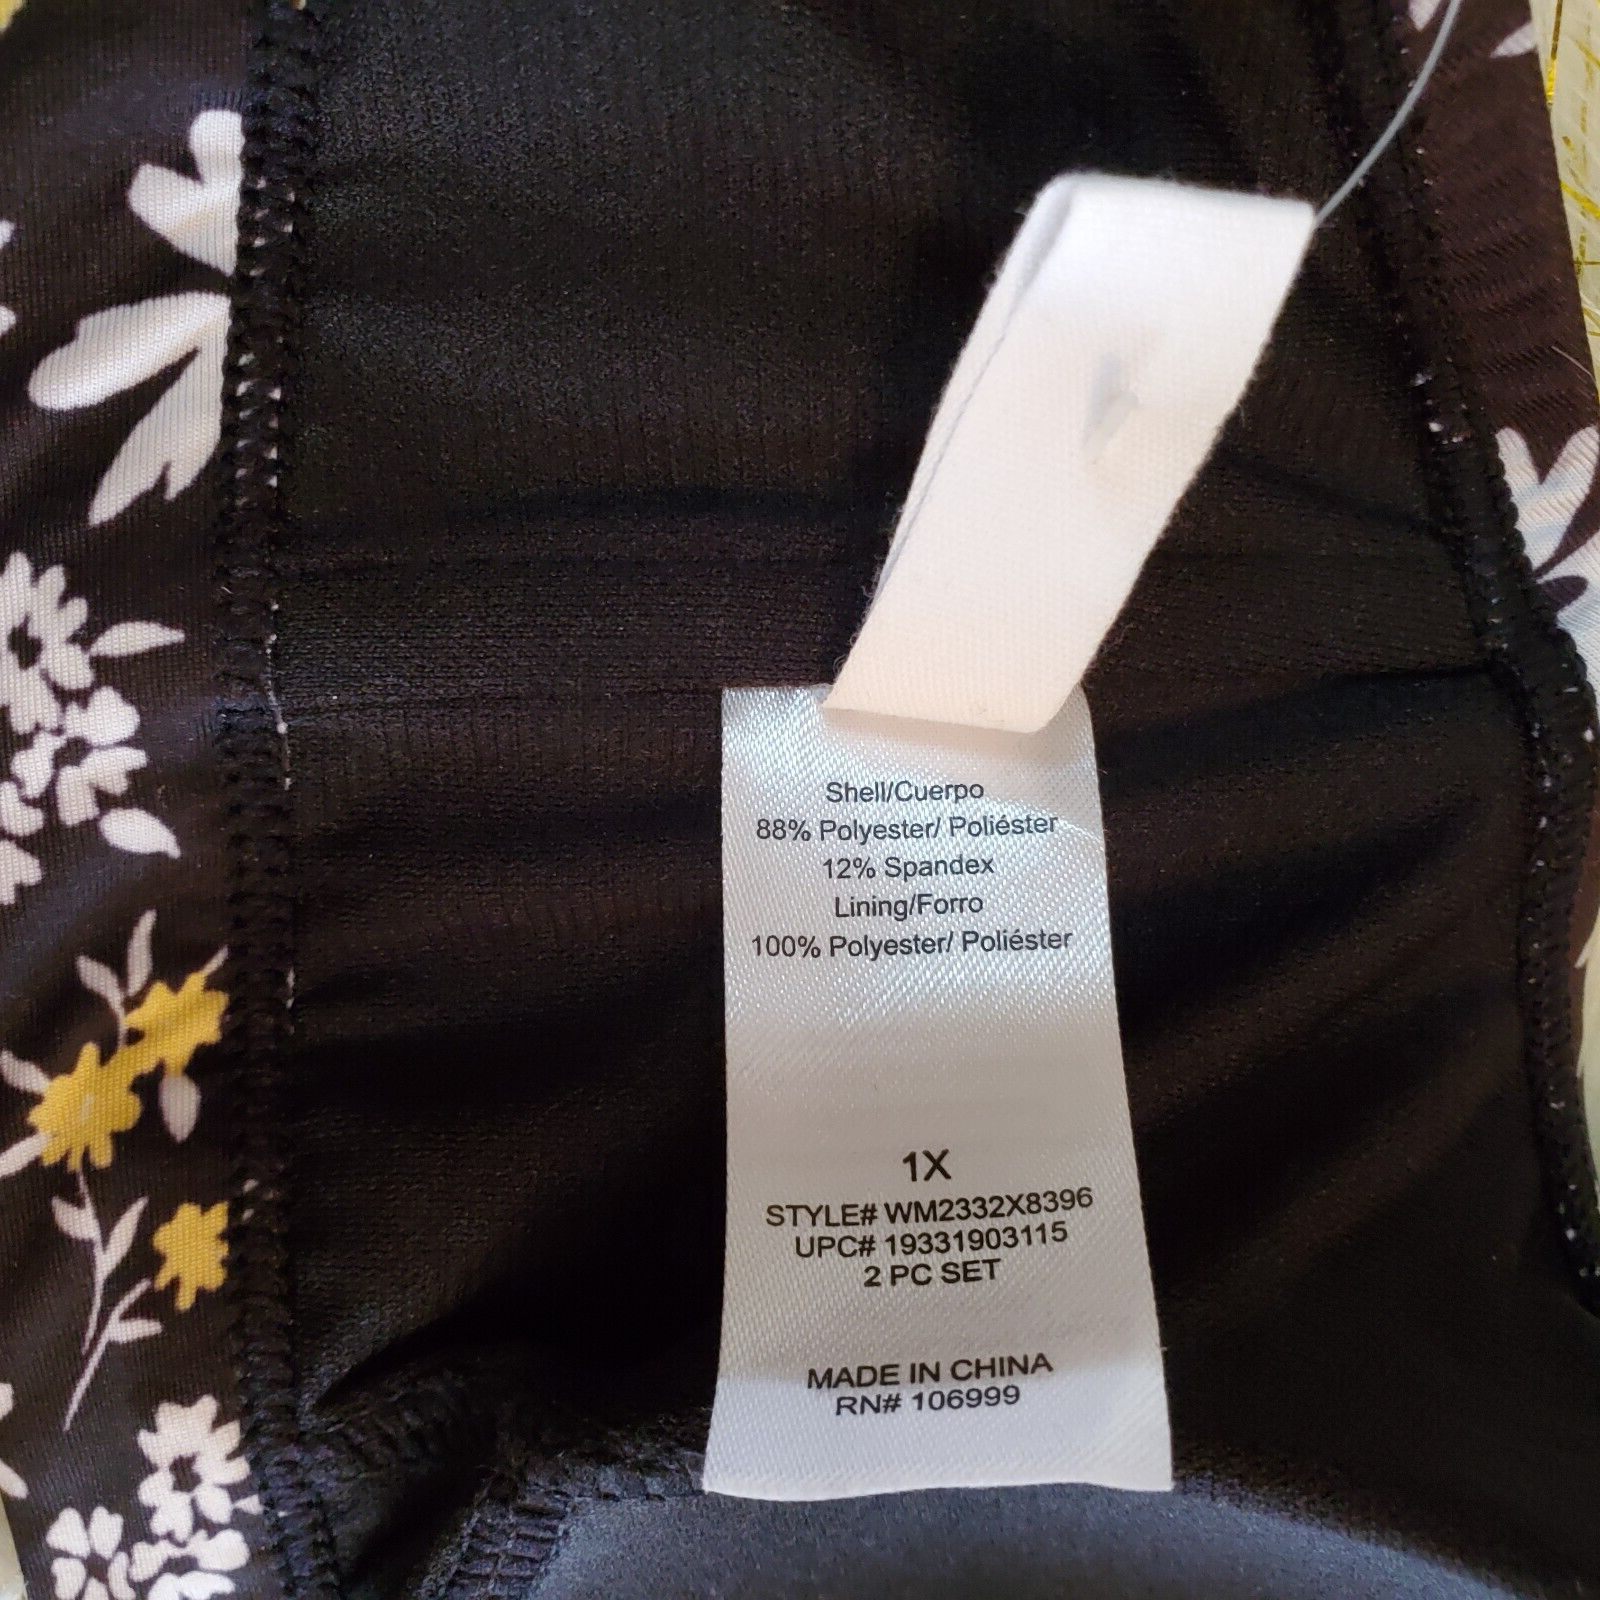 Shell/Cuerpo
88% Polyester/ Poliéster
12% Spandex
Lining/Forro
100% Polyester/ Poliéster
1X
STYLE# WM2332X8396
UPC# 19331903115
2 PC SET
MADE IN CHINA
RN# 106999